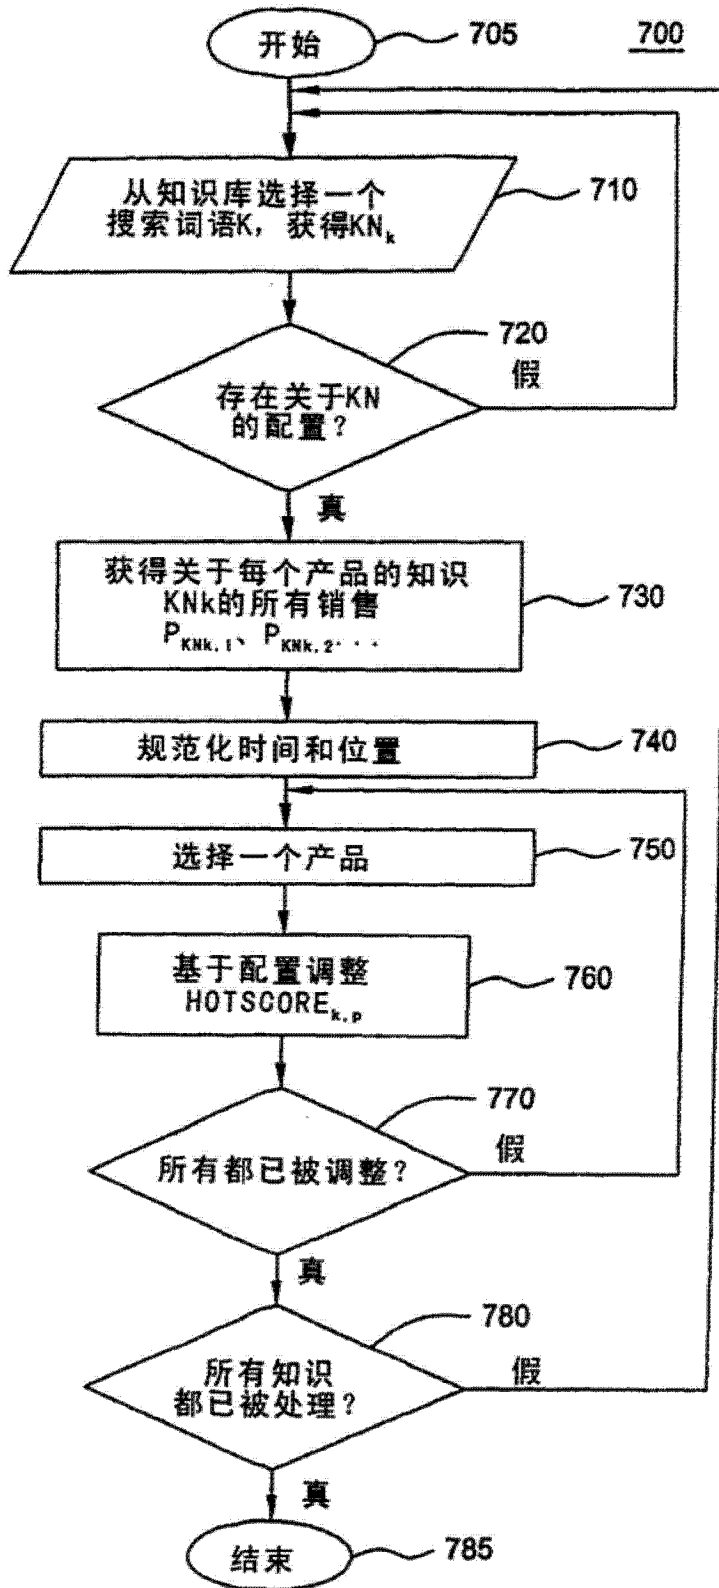 开始
705
700
从知识库选择一个
搜索词语K，获得KNk
710
720
假
存在关于KN
的配置？
真
获得关于每个产品的知识
KNk的所有销售
PKNk,1、PKNk,2...
730
规范化时间和位置
740
选择一个产品
750
基于配置调整
HOTSCOREk,p
760
770
假
所有都已被调整？
真
780
假
所有知识
都已被处理？
真
结束
785